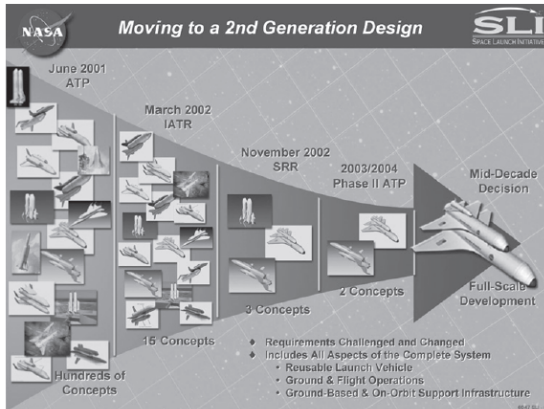 NASA
Moving to a 2nd Generation Design
SLI
SPACE LAUNCH INITIATIVE
June 2001
ATP
March 2002
IATR
November 2002
SRR
2003/2004
Phase II ATP
Mid-Decade
Decision
Hundreds of
Concepts
15 Concepts
3 Concepts
2 Concepts
Full-Scale
Development
♦ Requirements Challenged and Changed
♦ Includes All Aspects of the Complete System
• Reusable Launch Vehicle
• Ground & Flight Operations
• Ground-Based & On-Orbit Support Infrastructure